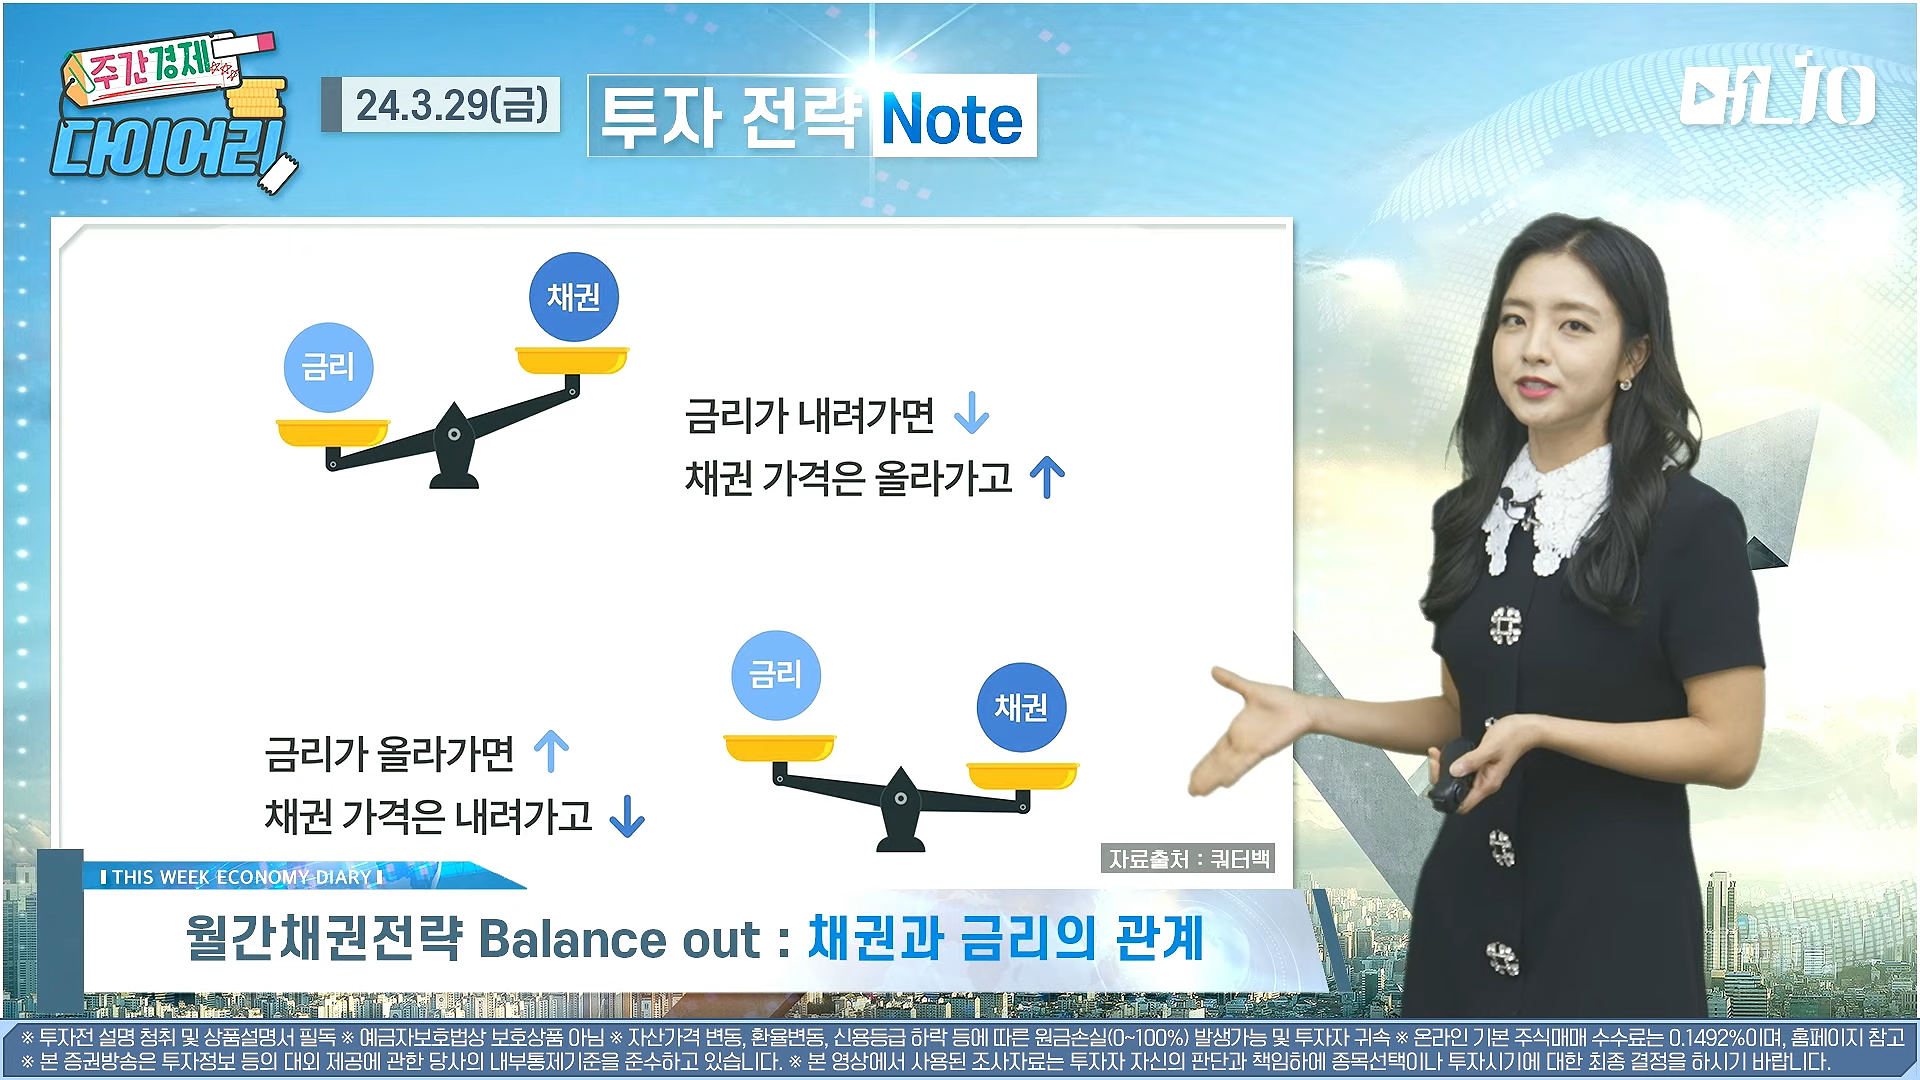 주간경제
다이어리
24.3.29(금)
투자 전략 Note
채권
금리
금리가 내려가면 ↓
채권 가격은 올라가고 ↑
금리
채권
금리가 올라가면 ↑
채권 가격은 내려가고 ↓
자료출처 : 쿼터백
THIS WEEK ECONOMY DIARY
월간채권전략 Balance out : 채권과 금리의 관계
※ 투자전 설명 청취 및 상품설명서 필독 ※ 예금자보호법상 보호상품 아님 ※ 자산가격 변동, 환율변동, 신용등급 하락 등에 따른 원금손실(0~100%) 발생가능 및 투자자 귀속 ※ 온라인 기본 주식매매 수수료는 0.1492%이며, 홈페이지 참고
※ 본 증권방송은 투자정보 등의 대외 제공에 관한 당사의 내부통제기준을 준수하고 있습니다. ※ 본 영상에서 사용된 조사자료는 투자자 자신의 판단과 책임하에 종목선택이나 투자시기에 대한 최종 결정을 하시기 바랍니다.